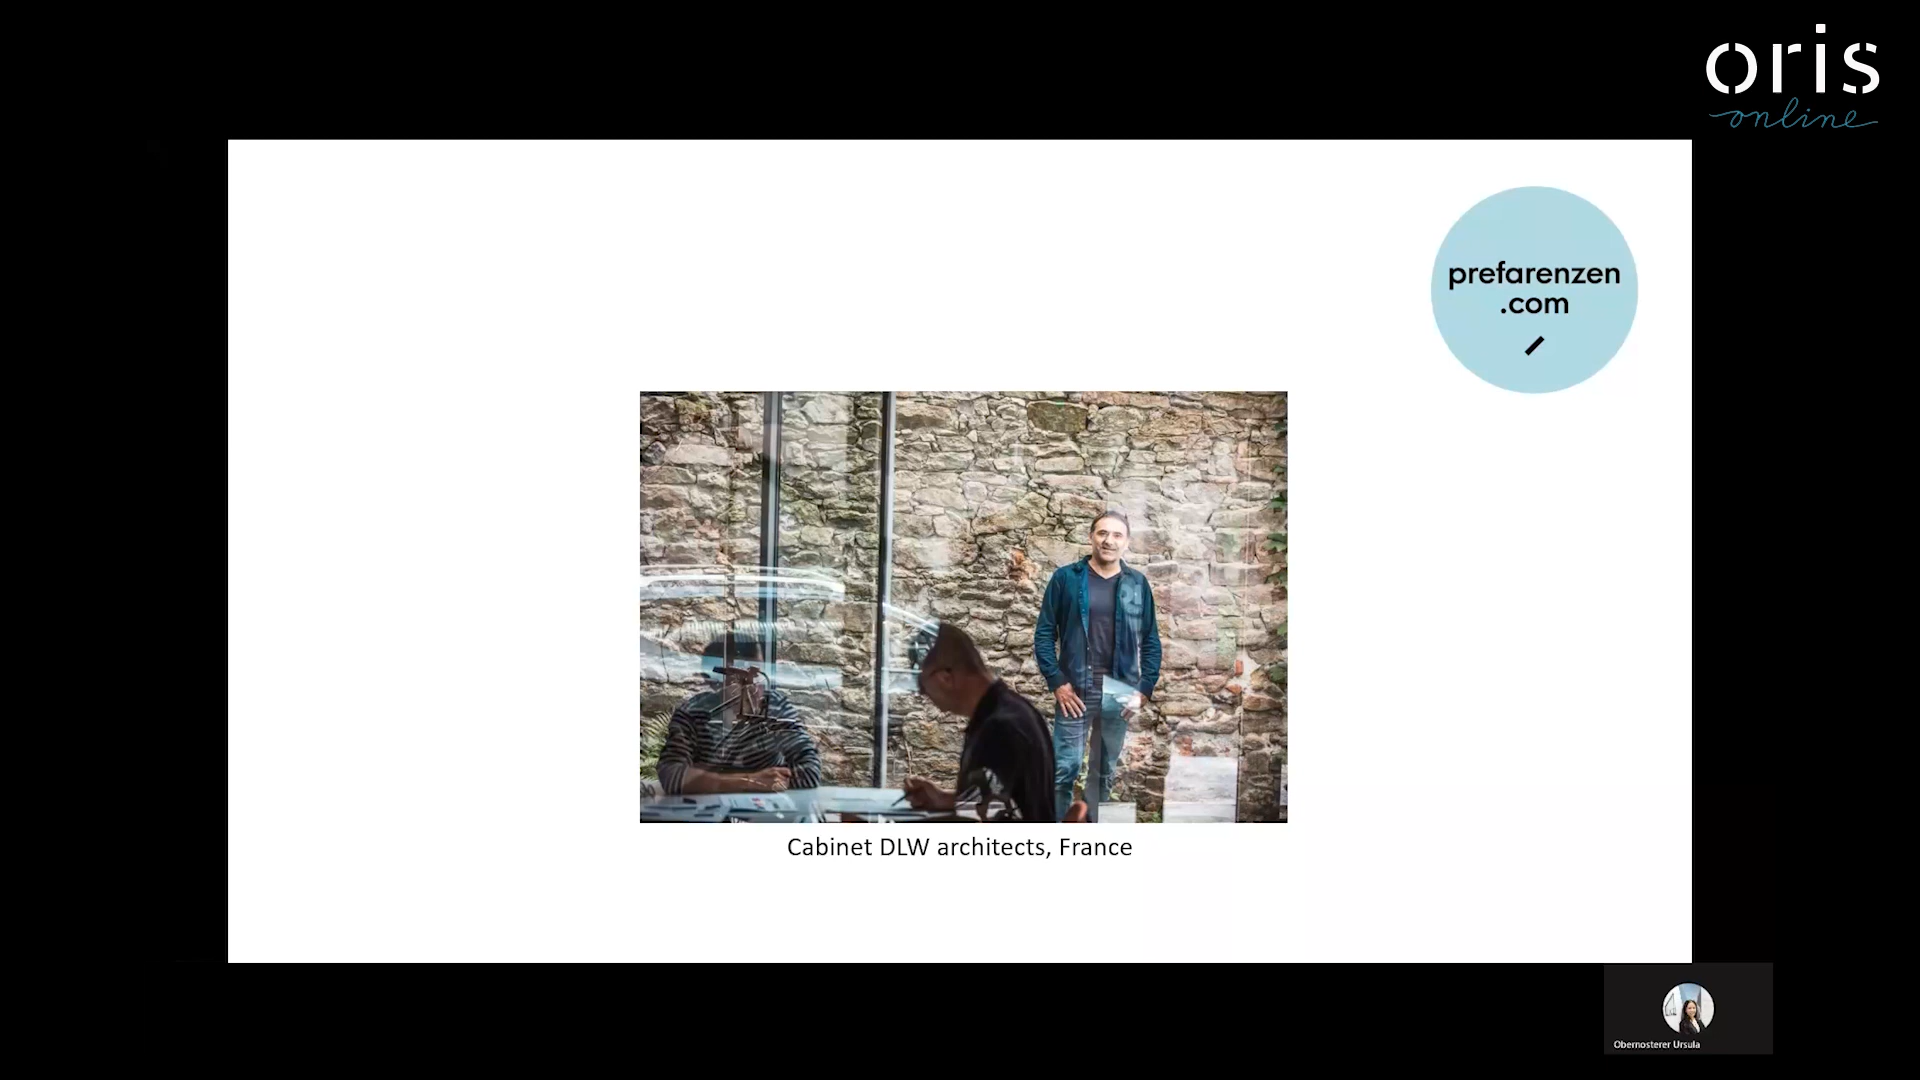 oris
online
prefarenzen
.com
Cabinet DLW architects, France
Obernosterer Ursula